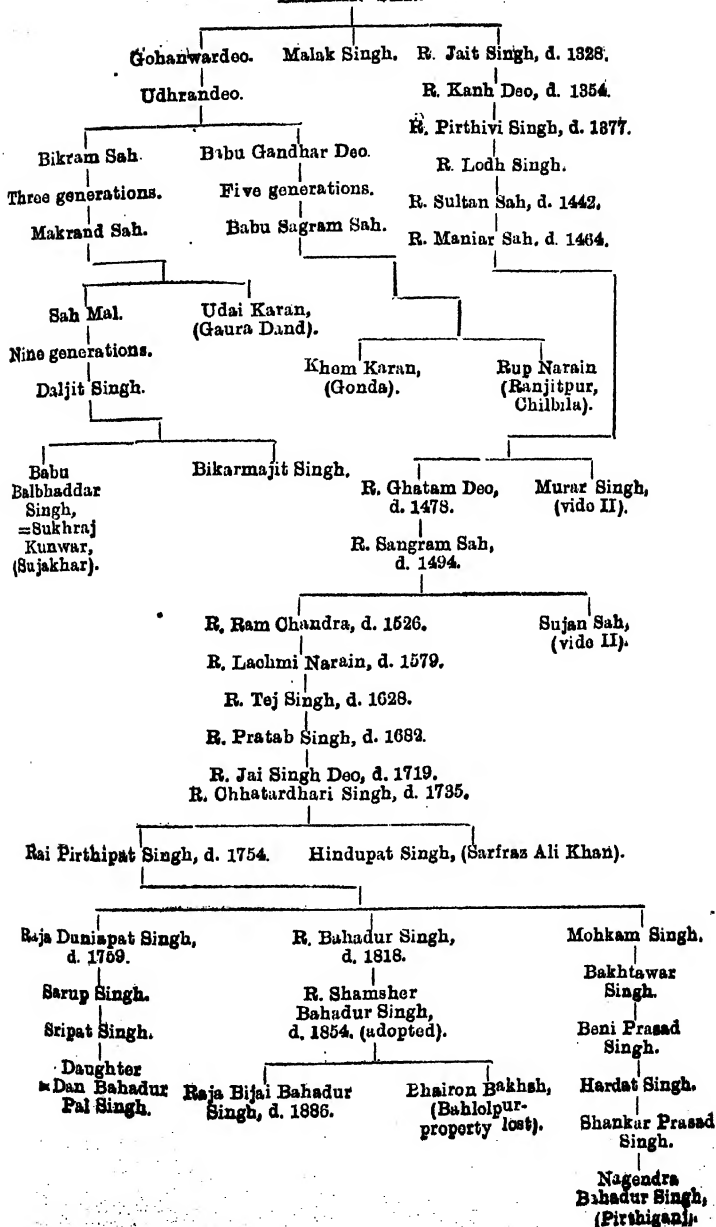 Gohanwardeo. Malak Singh. R. Jait Singh, d. 1328.
Udhrandeo. R. Kanh Deo, d. 1354.
R. Pirthivi Singh, d. 1377.
Bikram Sah. Babu Gandhar Deo. R. Lodh Singh.
Three generations. Five generations. R. Sultan Sah, d. 1442.
Makrand Sah. Babu Sagram Sah. R. Maniar Sah, d. 1464.
Sah Mal. Udai Karan,
(Gaura Dand).
Nine generations. Khem Karan, Rup Narain
(Gonda). (Ranjitpur,
Daljit Singh. Chilbila).
Babu Bikarmajit Singh.
Balbhaddar R. Ghatam Deo, Murar Singh,
Singh, d. 1478. (vide II).
=Sukhraj
Kunwar, R. Sangram Sah,
(Sujakhar). d. 1494.
R. Ram Chandra, d. 1526. Sujan Sah,
(vide II).
R. Lachmi Narain, d. 1579.
R. Tej Singh, d. 1628.
R. Pratab Singh, d. 1682.
R. Jai Singh Deo, d. 1719.
R. Chhatardhari Singh, d. 1735.
Rai Pirthipat Singh, d. 1754. Hindupat Singh, (Sarfraz Ali Khan).
Raja Duniapat Singh, R. Bahadur Singh, Mohkam Singh.
d. 1759. d. 1818.
Sarup Singh. R. Shamsher Bakhtawar
Bahadur Singh, Singh.
Sripat Singh. d. 1854. (adopted). Beni Prasad
Singh.
Daughter
=Dan Bahadur Raja Bijai Bahadur Bhairon Bakhsh, Hardat Singh.
Pal Singh. Singh, d. 1886. (Bahlolpur-
property lost). Shankar Prasad
Singh.
Nagendra
Bahadur Singh,
(Pirthiganj).